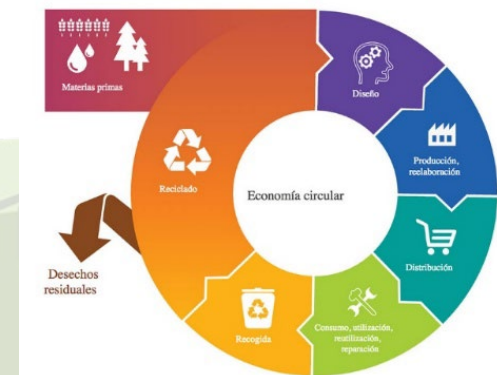 Materias primas
Diseño
Producción,
reelaboración
Distribución
Consumo, utilización,
reutilización,
reparación
Recogida
Reciclado
Desechos
residuales
Economía circular